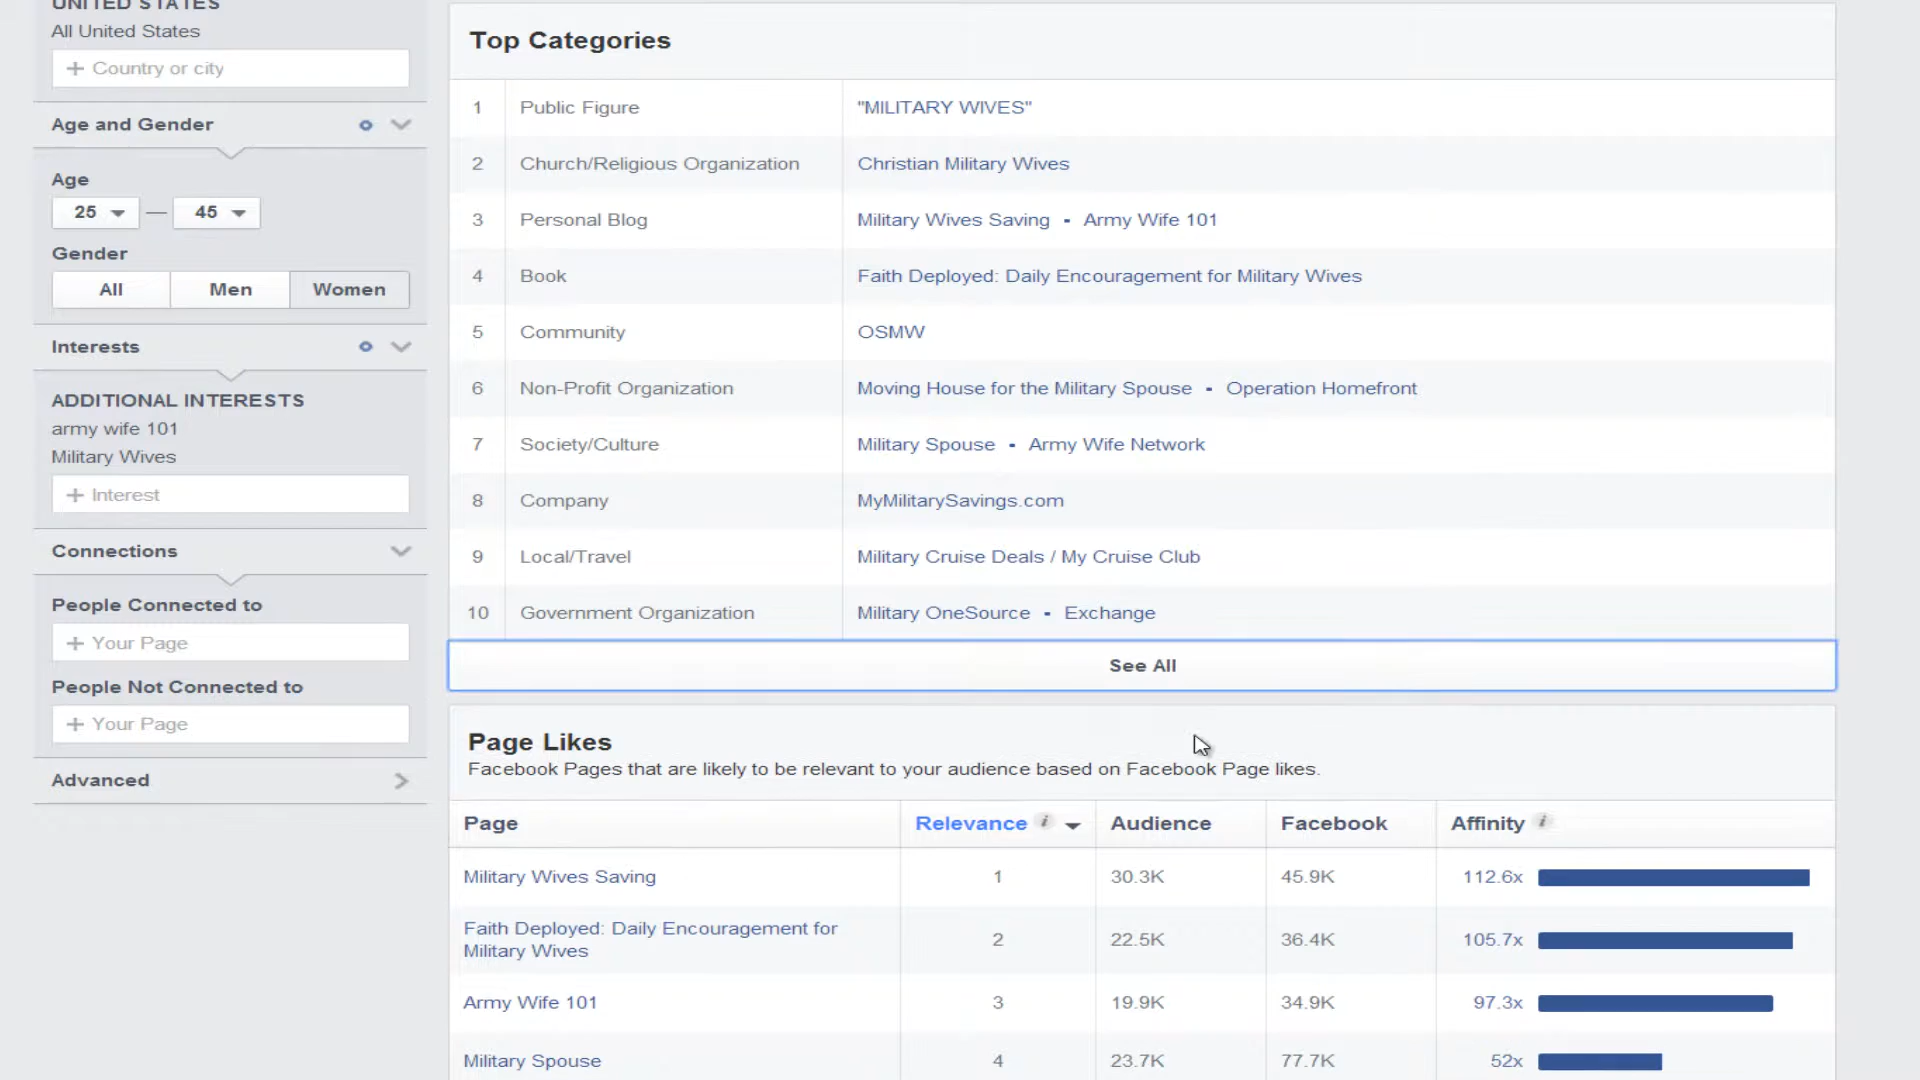 UNITED STATES
All United States
+ Country or city
Age and Gender
Age
25 — 45
Gender
All Men Women
Interests
ADDITIONAL INTERESTS
army wife 101
Military Wives
+ Interest
Connections
People Connected to
+ Your Page
People Not Connected to
+ Your Page
Advanced
Top Categories
1 Public Figure "MILITARY WIVES"
2 Church/Religious Organization Christian Military Wives
3 Personal Blog Military Wives Saving • Army Wife 101
4 Book Faith Deployed: Daily Encouragement for Military Wives
5 Community OSMW
6 Non-Profit Organization Moving House for the Military Spouse • Operation Homefront
7 Society/Culture Military Spouse • Army Wife Network
8 Company MyMilitarySavings.com
9 Local/Travel Military Cruise Deals / My Cruise Club
10 Government Organization Military OneSource • Exchange
See All
Page Likes
Facebook Pages that are likely to be relevant to your audience based on Facebook Page likes.
Page Relevance i Audience Facebook Affinity i
Military Wives Saving 1 30.3K 45.9K 112.6x
Faith Deployed: Daily Encouragement for
Military Wives 2 22.5K 36.4K 105.7x
Army Wife 101 3 19.9K 34.9K 97.3x
Military Spouse 4 23.7K 77.7K 52x